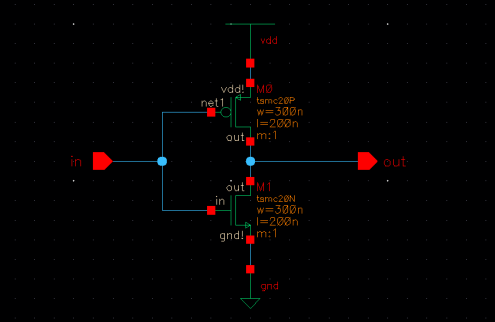 vdd
vdd!
M0
tsmc20P
net1
w=300n
l=200n
out
m:1
in
out
out
M1
tsmc20N
in
w=300n
l=200n
gnd!
m:1
gnd